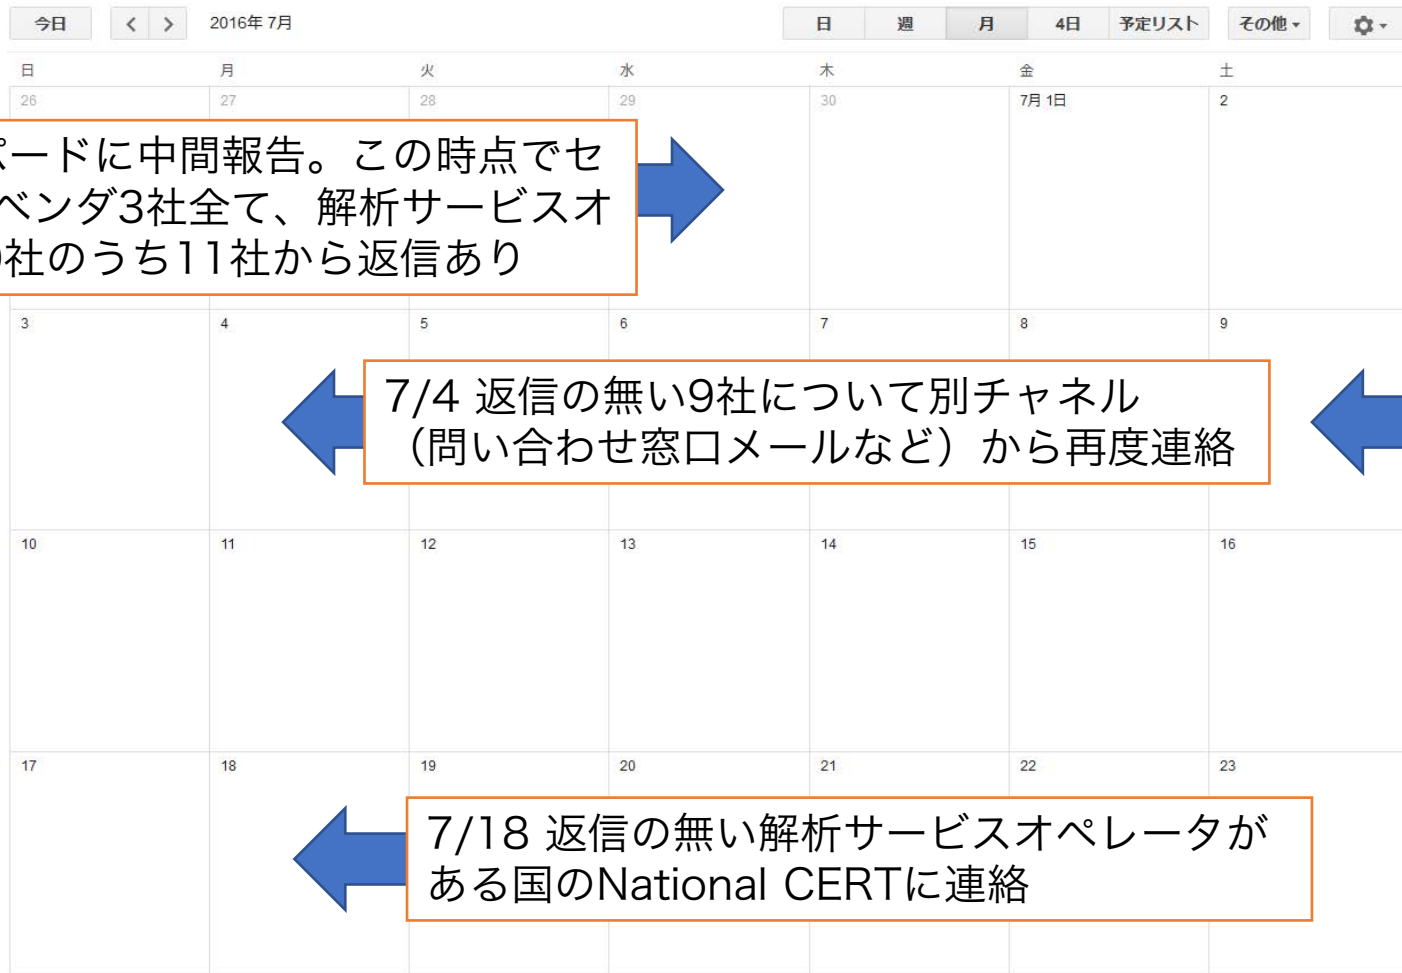 今日 < > 2016年 7月 日 週 月 4日 予定リスト その他
日 月 火 水 木 金 土
26 27 28 29 30 7月 1日 2
パードに中間報告。この時点でセ
ベンダ3社全て、解析サービスオ
社のうち11社から返信あり
3 4 5 6 7 8 9
7/4 返信の無い9社について別チャネル
（問い合わせ窓口メールなど）から再度連絡
10 11 12 13 14 15 16
17 18 19 20 21 22 23
7/18 返信の無い解析サービスオペレータが
ある国のNational CERTに連絡